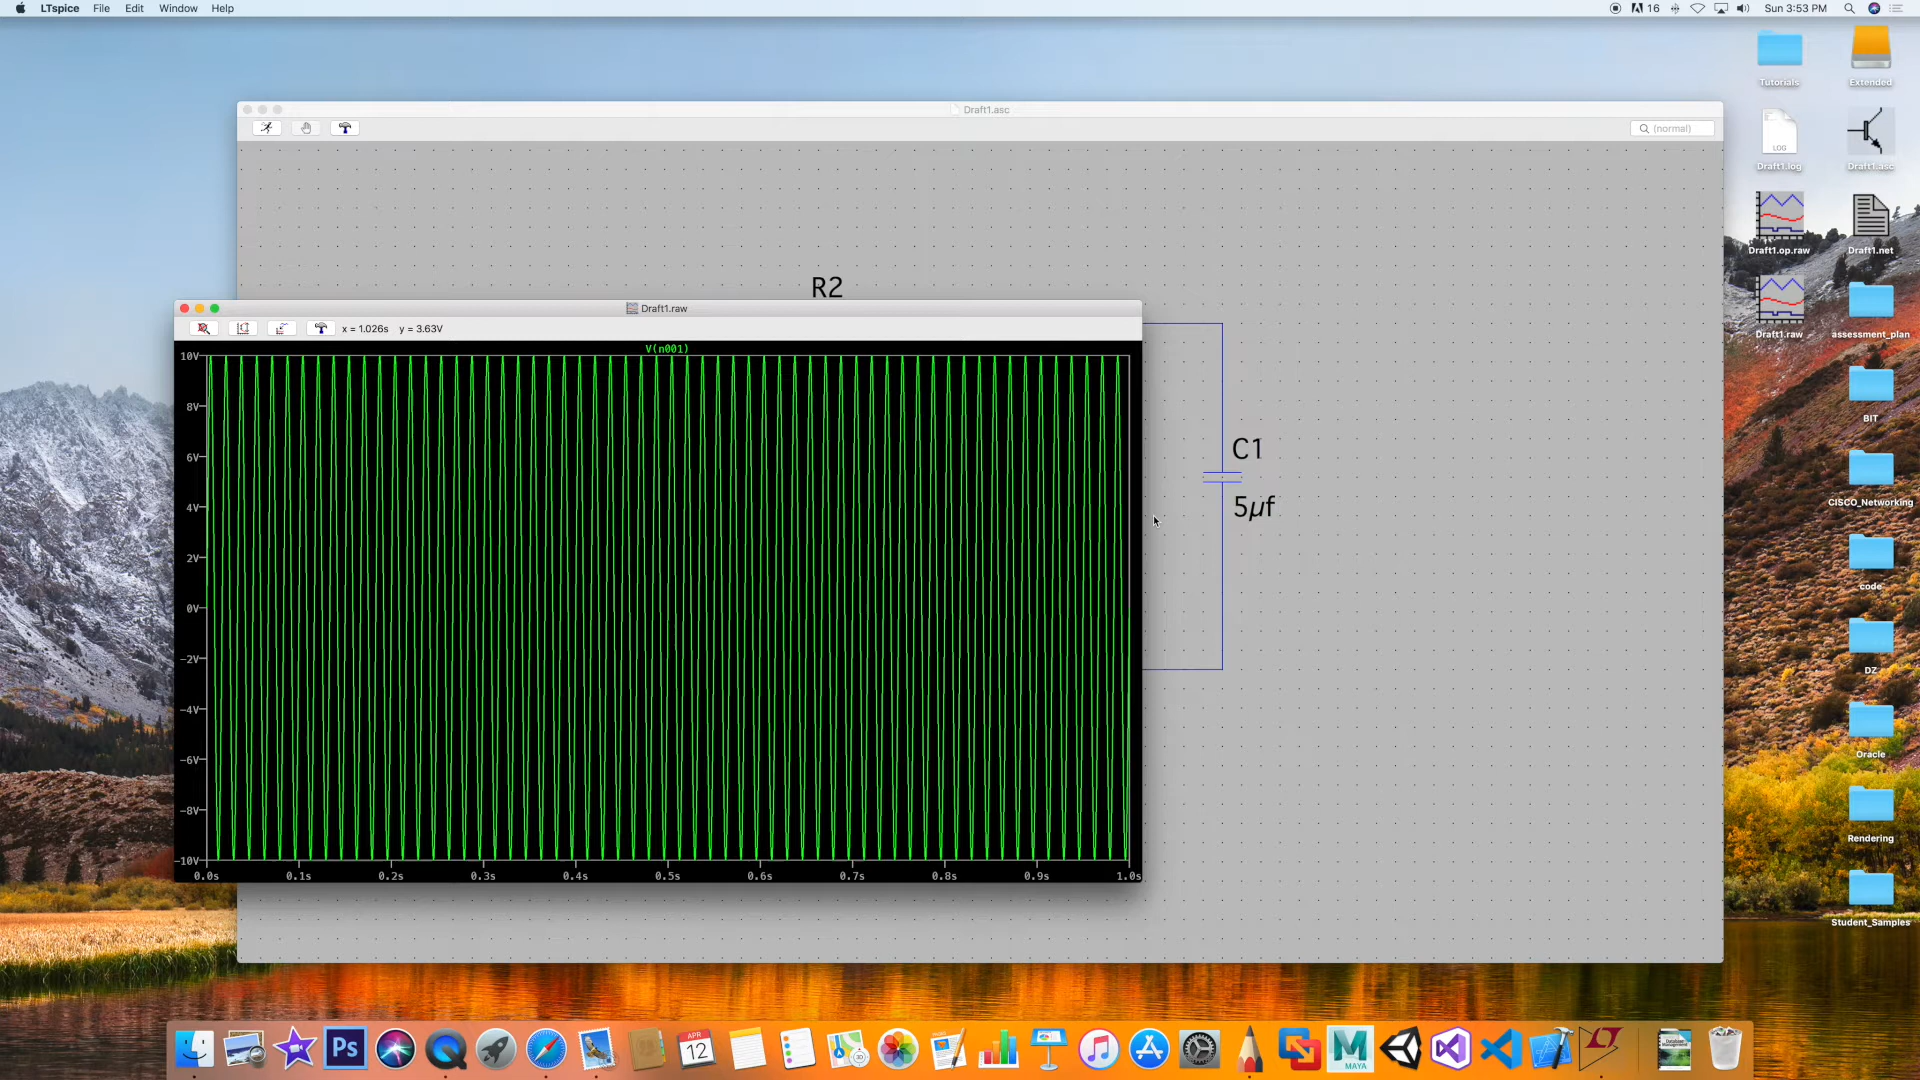 LTspice File Edit Window Help
16 Sun 3:53 PM
Tutorials Extended
Draft1.asc
(normal)
LOG
Draft1.log Draft1.asc
Draft1.op.raw Draft1.net
R2
Draft1.raw
x = 1.026s y = 3.63V
Draft1.raw assessment_plan
V(n001)
10V
8V
6V
4V
2V
0V
-2V
-4V
-6V
-8V
-10V
0.0s 0.1s 0.2s 0.3s 0.4s 0.5s 0.6s 0.7s 0.8s 0.9s 1.0s
C1
5µf
BIT
CISCO_Networking
code
DZ
Oracle
Rendering
Student_Samples
Ps
APR
12
MAYA